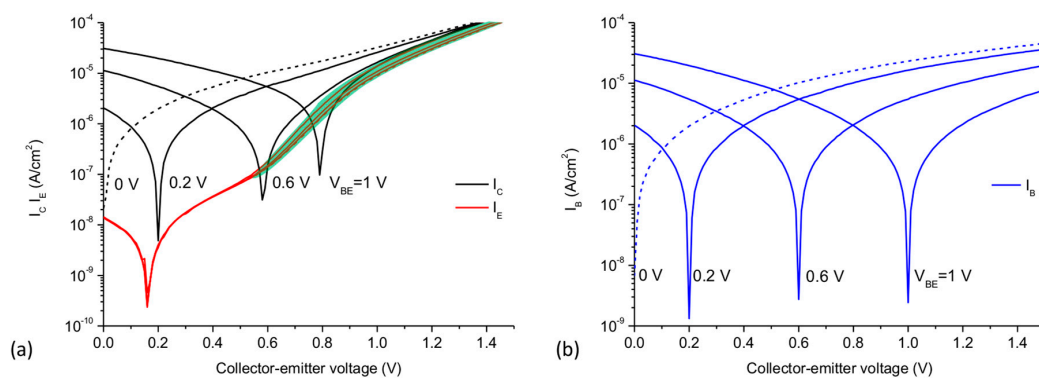 10⁻⁴
10⁻⁵
10⁻⁶
10⁻⁷
10⁻⁸
10⁻⁹
10⁻¹⁰
I_C I_E (A/cm²)
0 V
0.2 V
0.6 V
V_BE=1 V
I_C
I_E
0.0 0.2 0.4 0.6 0.8 1.0 1.2 1.4
Collector-emitter voltage (V)
(a)
10⁻⁴
10⁻⁵
10⁻⁶
10⁻⁷
10⁻⁸
10⁻⁹
I_B (A/cm²)
I_B
0 V
0.2 V
0.6 V
V_BE=1 V
0.0 0.2 0.4 0.6 0.8 1.0 1.2 1.4
Collector-emitter voltage (V)
(b)